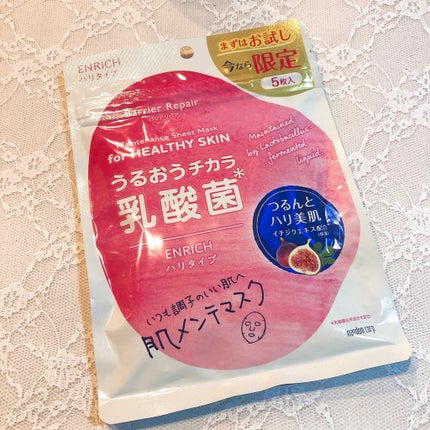 ENRICH
ハリタイプ
まずはお試し
今なら限定
5枚入
Barrier Repair
Maintenance Sheet Mask
for HEALTHY SKIN
Maintained
by Lactobacillus
fermented
liquid.
うるおうチカラ
乳酸菌*
つるんと
ハリ美肌
イチジクエキス配合
ENRICH
ハリタイプ
いつも調子のいい肌へ
肌メンテマスク
mandom corp.